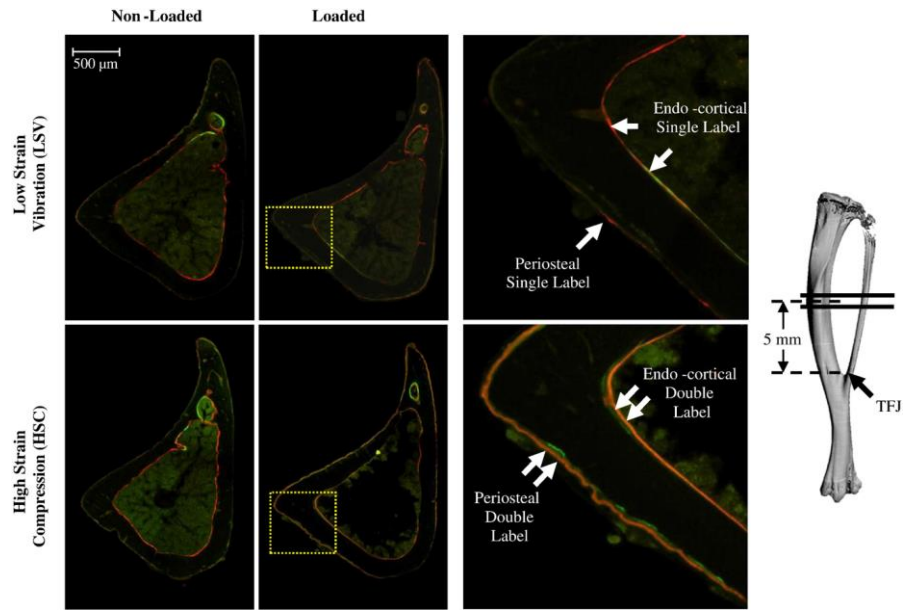 Non -Loaded
Loaded
500 µm
Low Strain
Vibration (LSV)
Endo -cortical
Single Label
Periosteal
Single Label
High Strain
Compression (HSC)
Endo -cortical
Double
Label
Periosteal
Double
Label
5 mm
TFJ